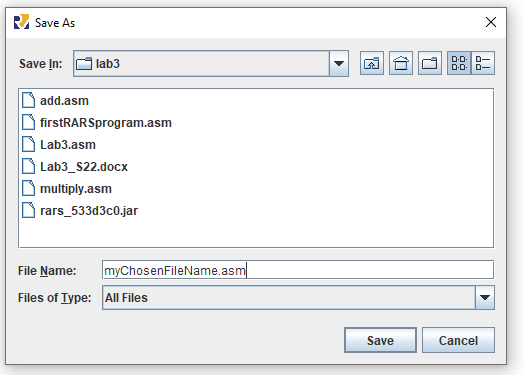 Save As
Save In: lab3
add.asm
firstRARSprogram.asm
Lab3.asm
Lab3_S22.docx
multiply.asm
rars_533d3c0.jar
File Name: myChosenFileName.asm
Files of Type: All Files
Save Cancel